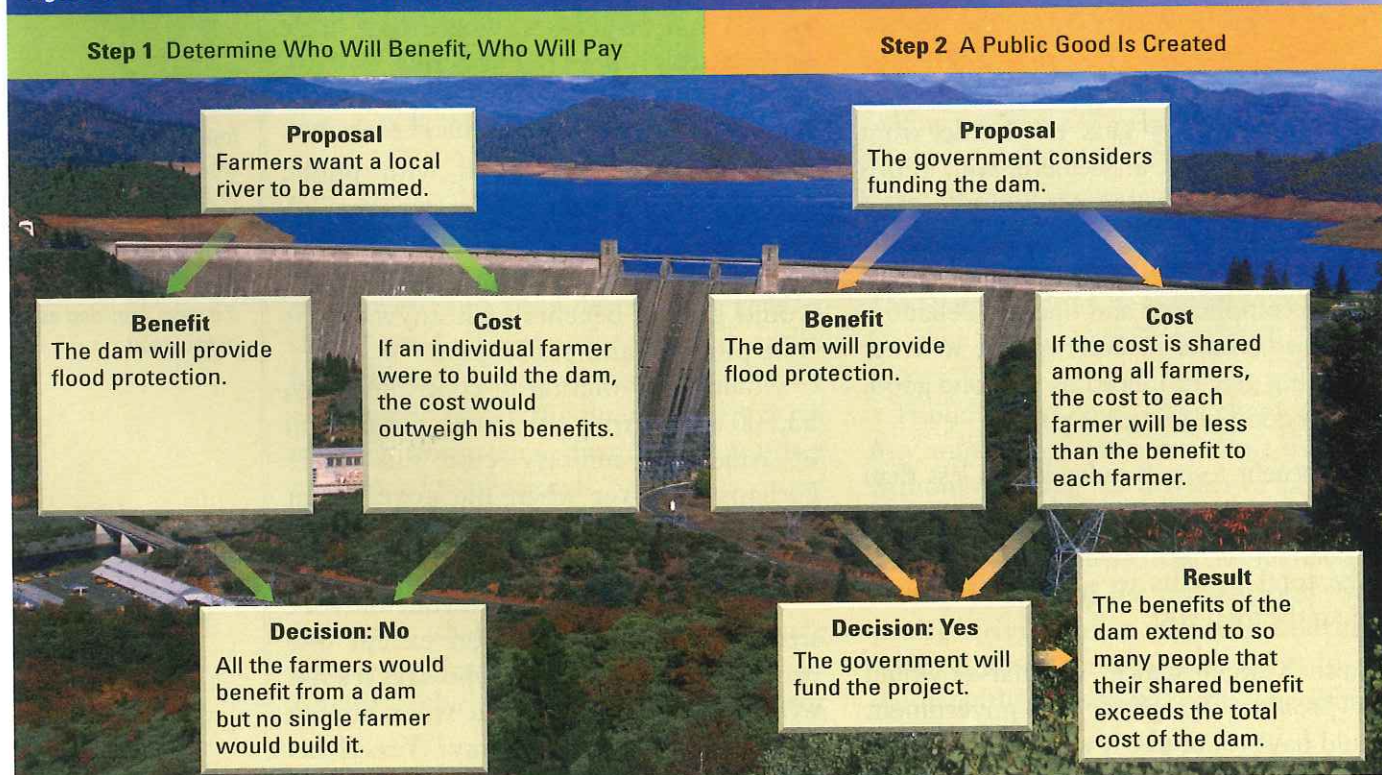 Step 1 Determine Who Will Benefit, Who Will Pay
Step 2 A Public Good Is Created
Proposal
Farmers want a local
river to be dammed.
Benefit
The dam will provide
flood protection.
Cost
If an individual farmer
were to build the dam,
the cost would
outweigh his benefits.
Decision: No
All the farmers would
benefit from a dam
but no single farmer
would build it.
Proposal
The government considers
funding the dam.
Benefit
The dam will provide
flood protection.
Cost
If the cost is shared
among all farmers,
the cost to each
farmer will be less
than the benefit to
each farmer.
Decision: Yes
The government will
fund the project.
Result
The benefits of the
dam extend to so
many people that
their shared benefit
exceeds the total
cost of the dam.